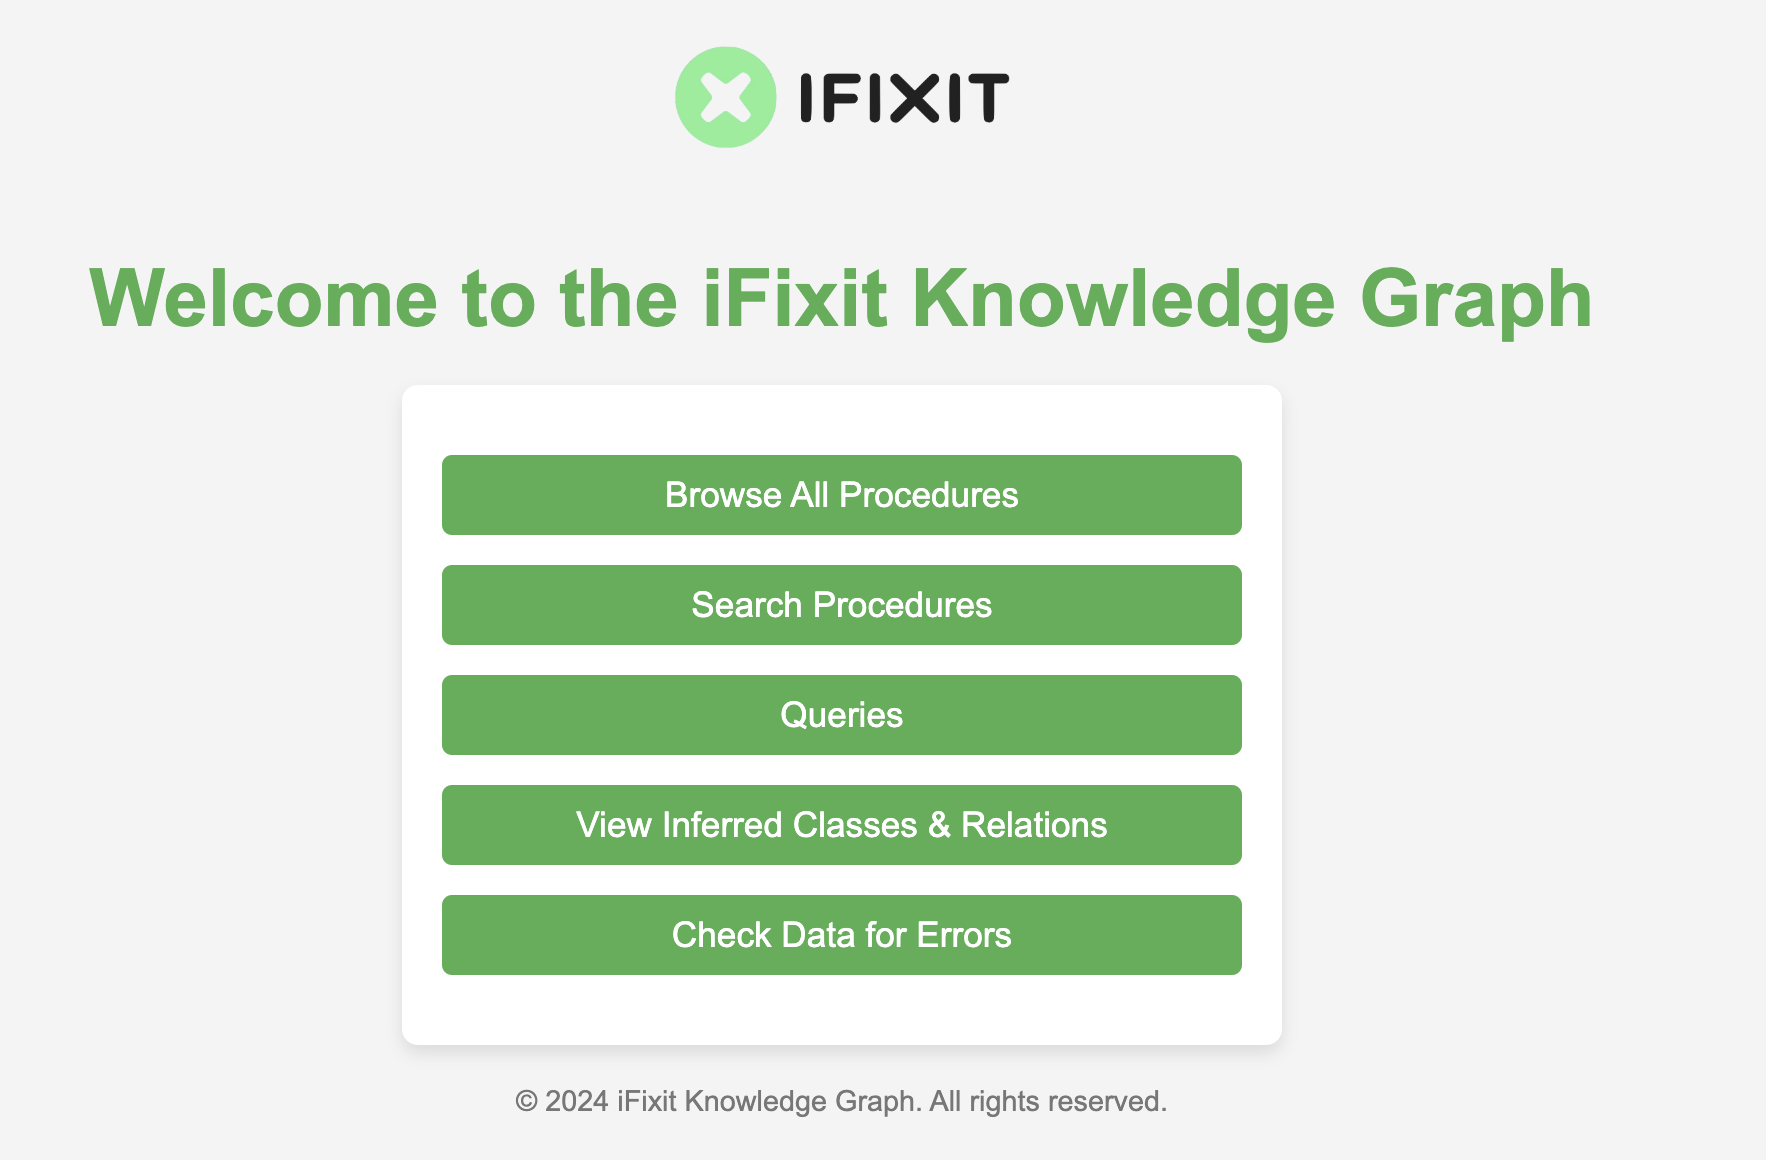 IFIXIT
Welcome to the iFixit Knowledge Graph
Browse All Procedures
Search Procedures
Queries
View Inferred Classes & Relations
Check Data for Errors
© 2024 iFixit Knowledge Graph. All rights reserved.